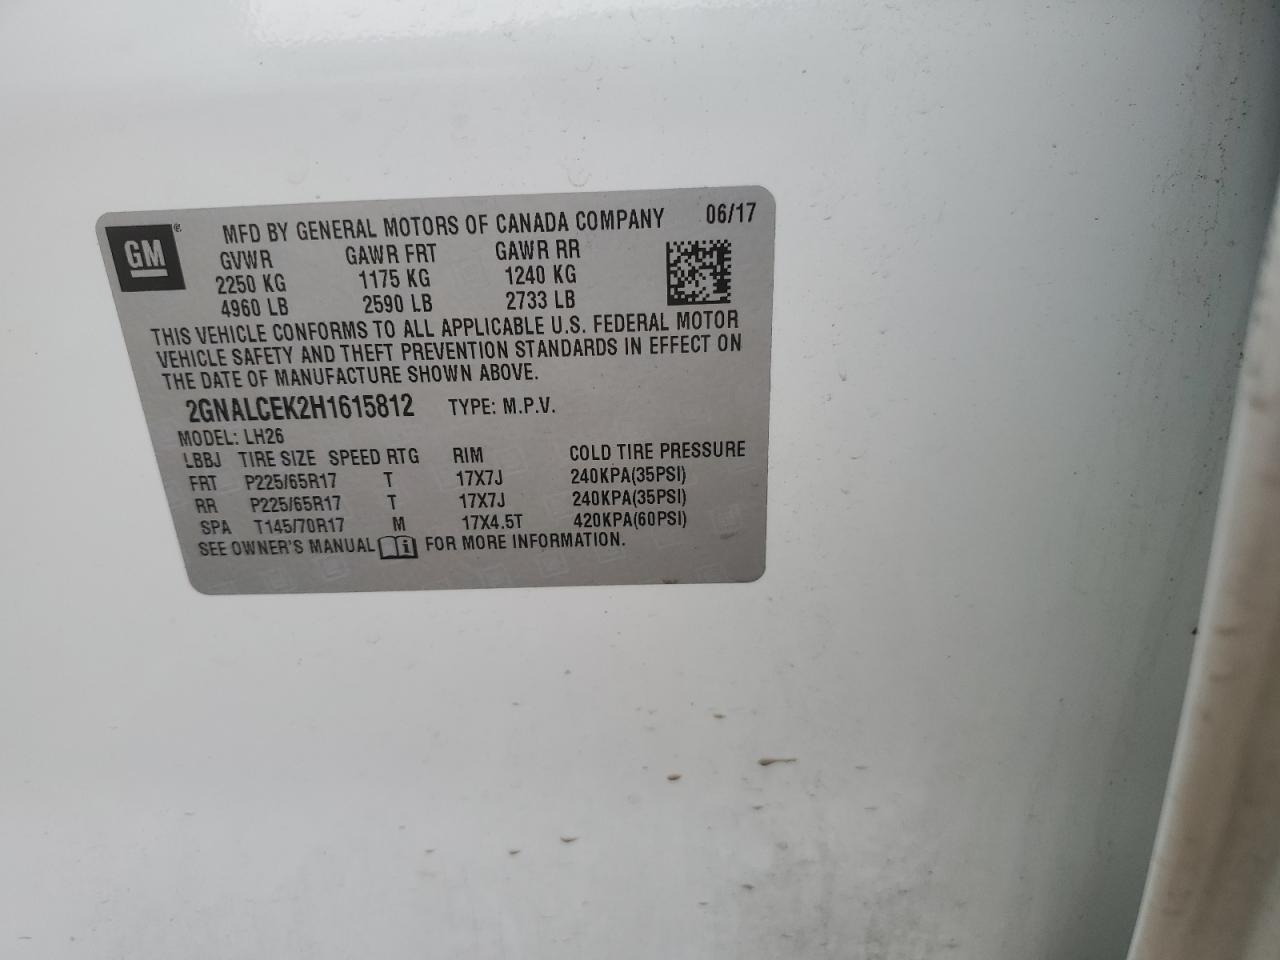 GM
®
MFD BY GENERAL MOTORS OF CANADA COMPANY 06/17
GVWR GAWR FRT GAWR RR
2250 KG 1175 KG 1240 KG
4960 LB 2590 LB 2733 LB
THIS VEHICLE CONFORMS TO ALL APPLICABLE U.S. FEDERAL MOTOR
VEHICLE SAFETY AND THEFT PREVENTION STANDARDS IN EFFECT ON
THE DATE OF MANUFACTURE SHOWN ABOVE.
2GNALCEK2H1615812 TYPE: M.P.V.
MODEL: LH26
LBBJ TIRE SIZE SPEED RTG RIM COLD TIRE PRESSURE
FRT P225/65R17 T 17X7J 240KPA(35PSI)
RR P225/65R17 T 17X7J 240KPA(35PSI)
SPA T145/70R17 M 17X4.5T 420KPA(60PSI)
SEE OWNER'S MANUAL i FOR MORE INFORMATION.